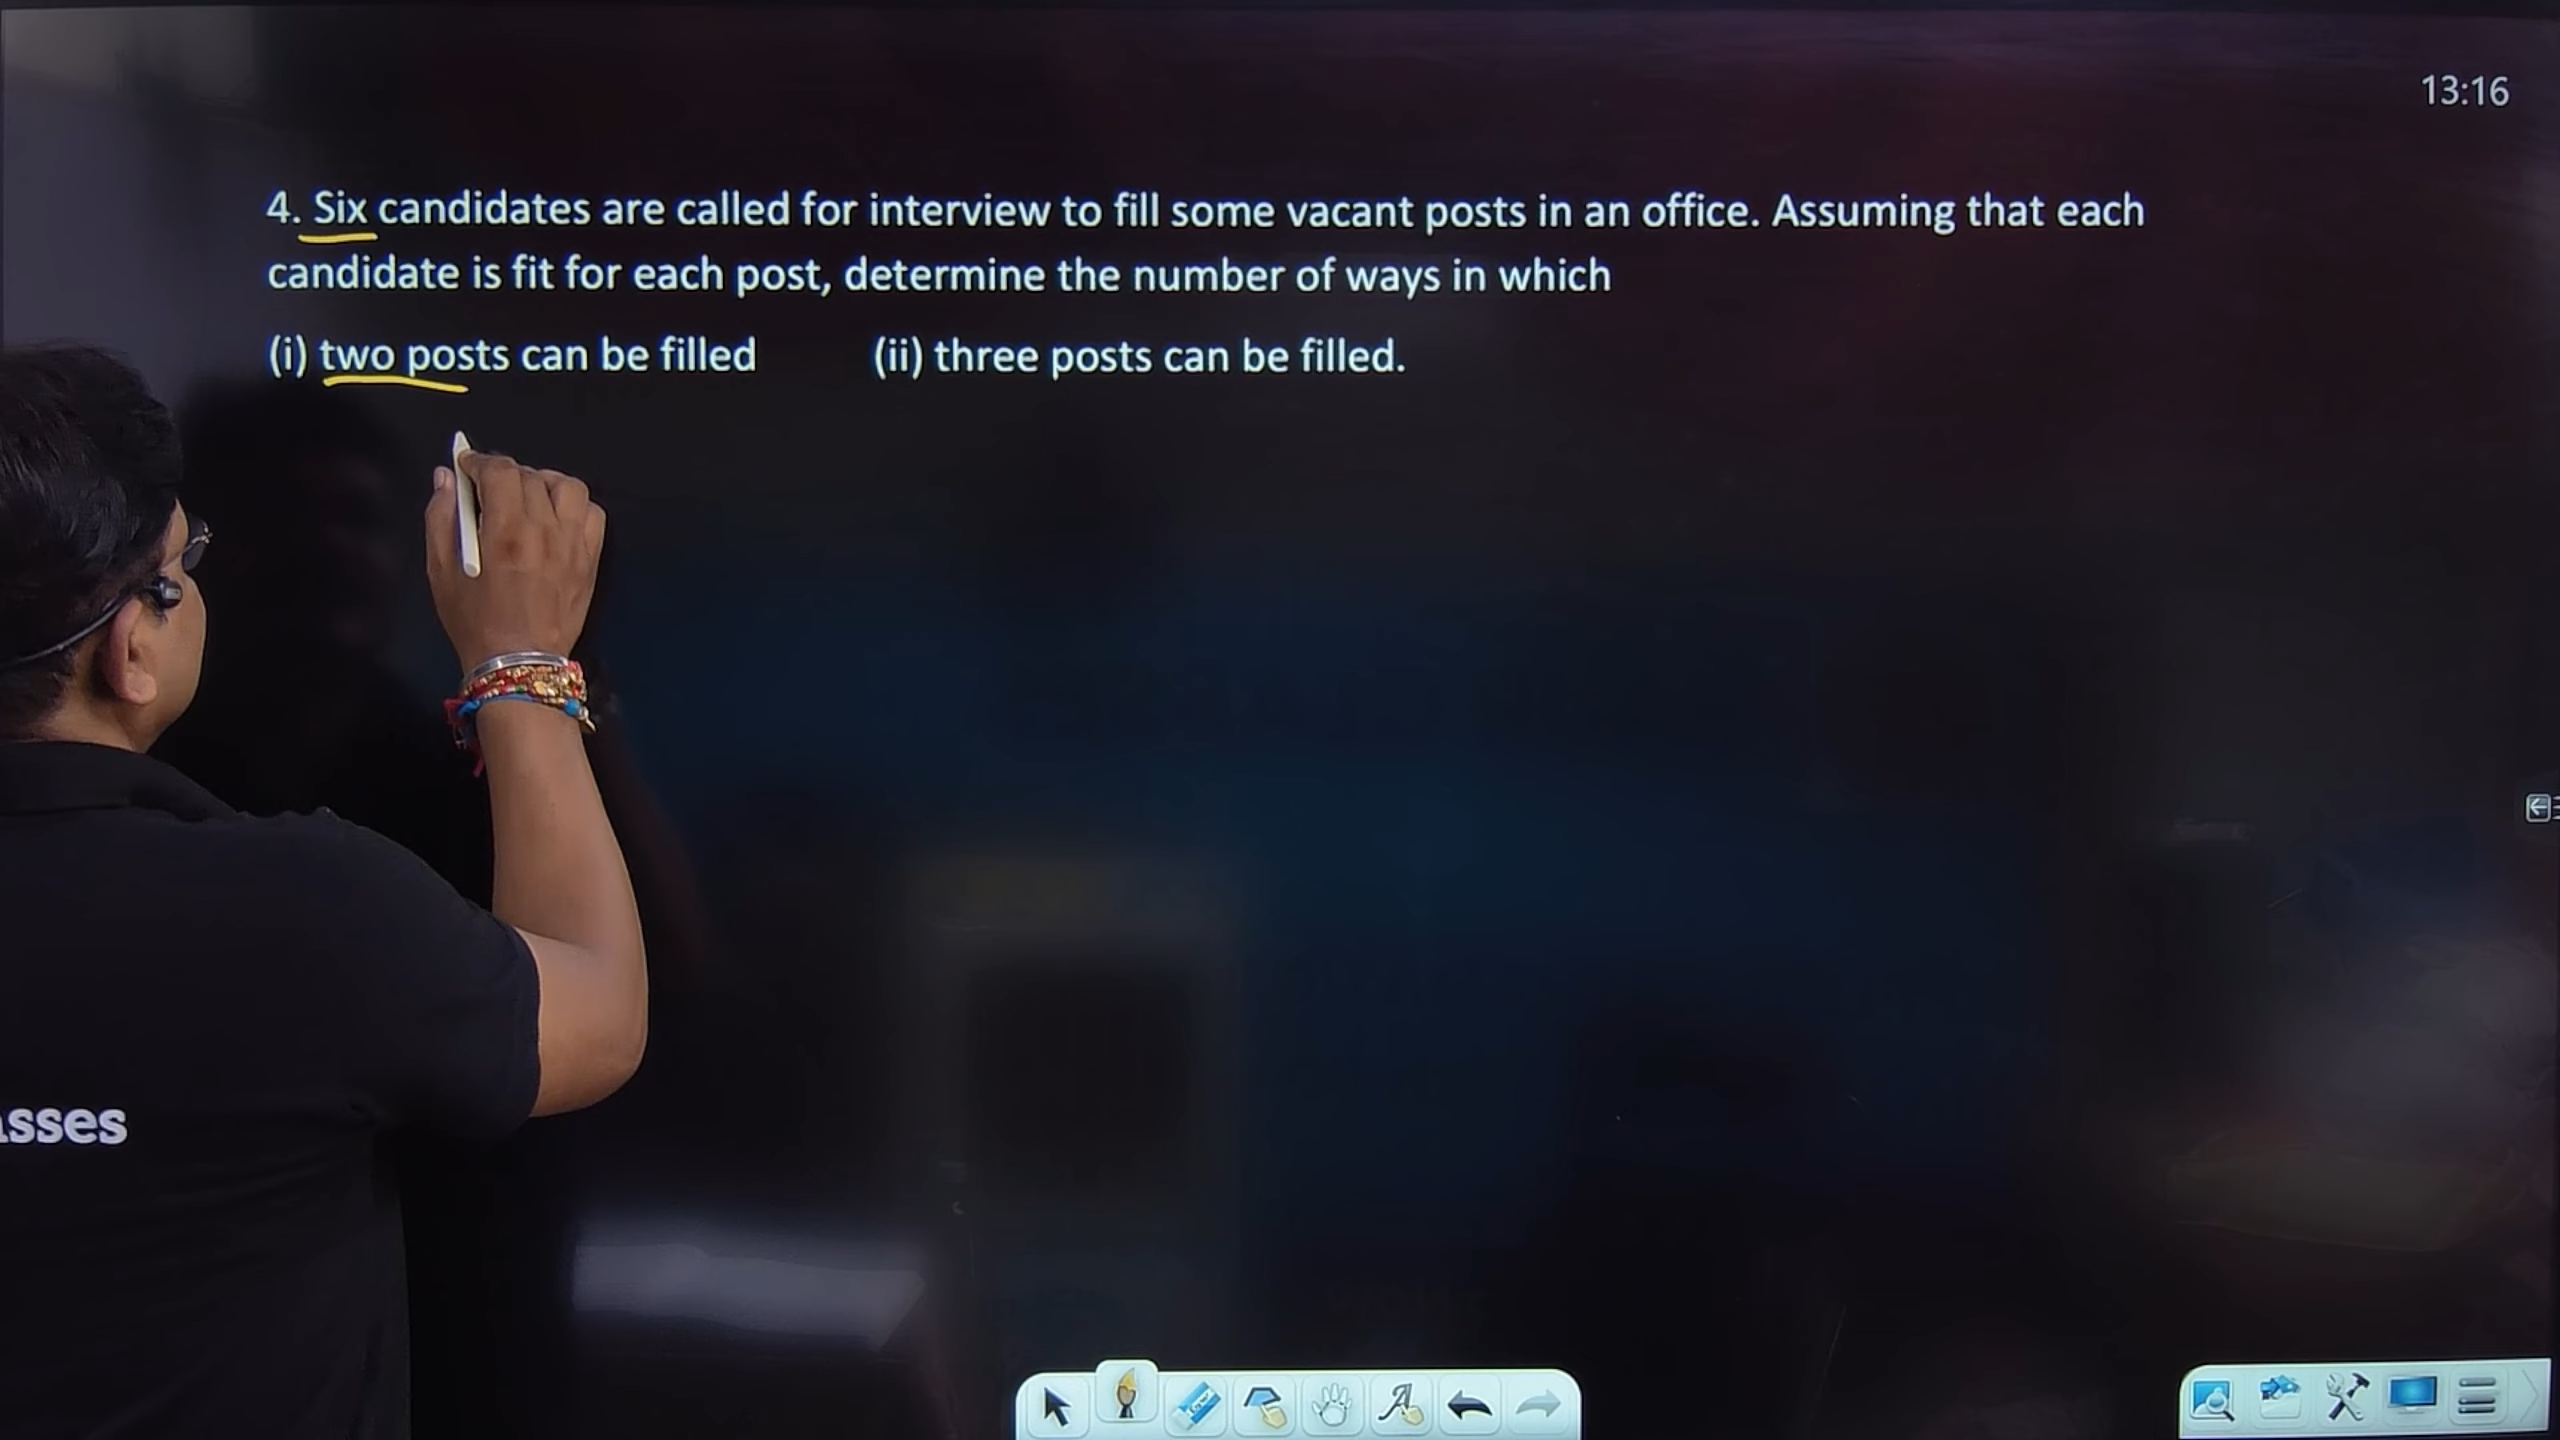 13:16
4. Six candidates are called for interview to fill some vacant posts in an office. Assuming that each
candidate is fit for each post, determine the number of ways in which
(i) two posts can be filled (ii) three posts can be filled.